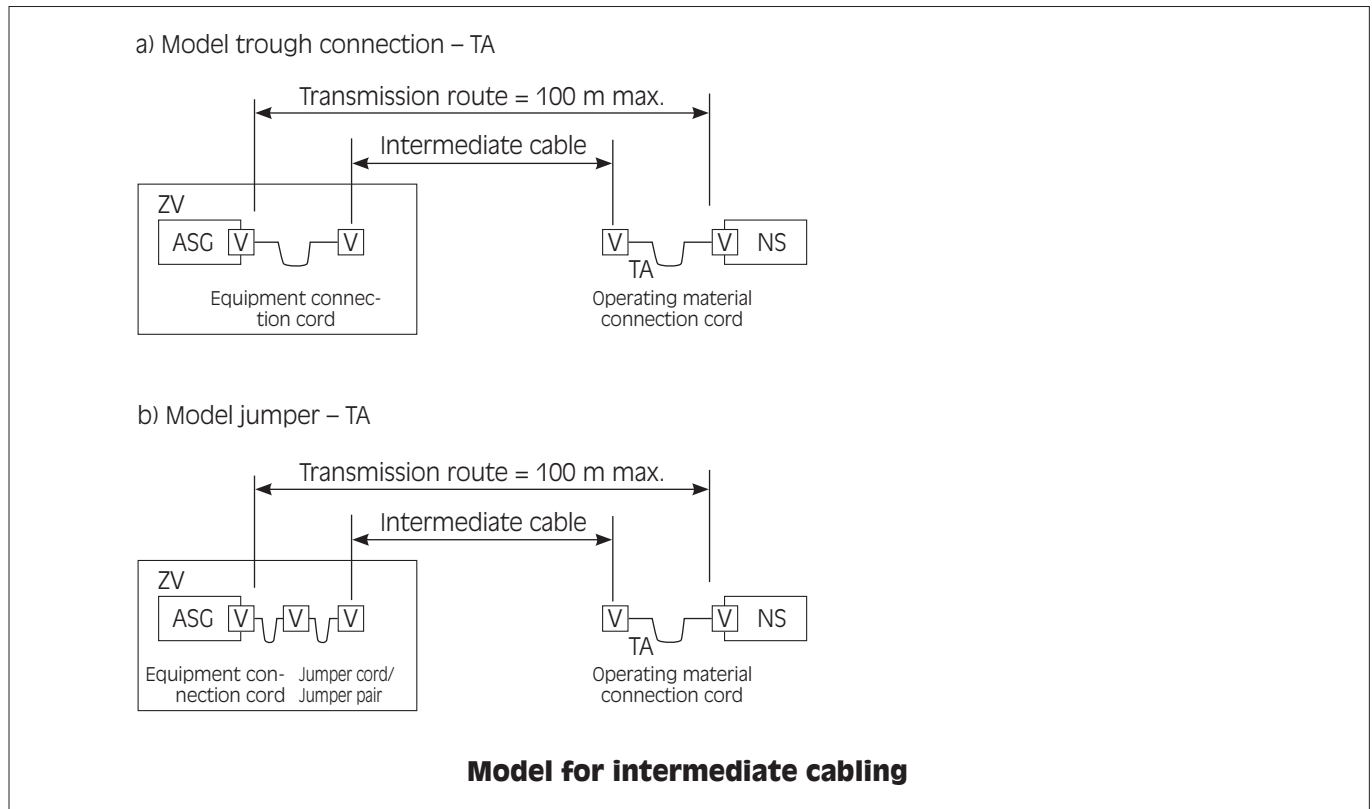 a) Model trough connection – TA
Transmission route = 100 m max.
Intermediate cable
ZV
ASG V V
V V NS
TA
Equipment connec-
tion cord
Operating material
connection cord
b) Model jumper – TA
Transmission route = 100 m max.
Intermediate cable
ZV
ASG V V V
V V NS
TA
Equipment con-
nection cord
Jumper cord/
Jumper pair
Operating material
connection cord
Model for intermediate cabling